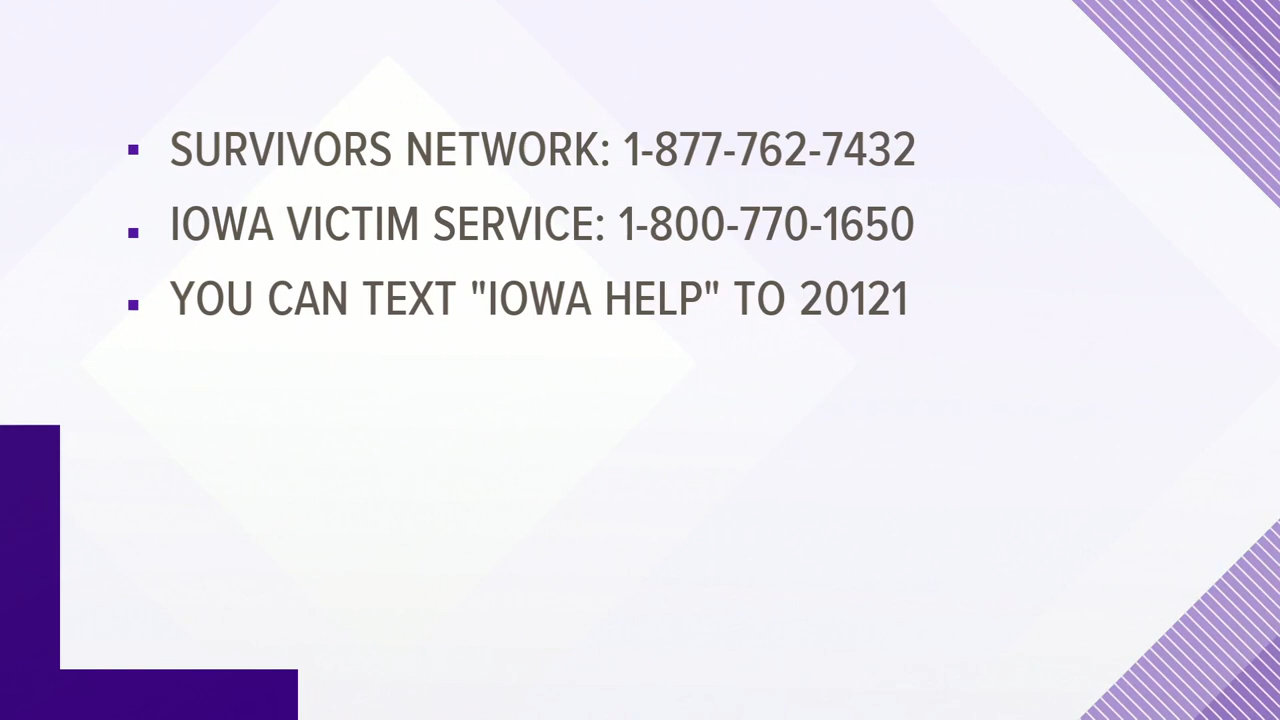 SURVIVORS NETWORK: 1-877-762-7432
IOWA VICTIM SERVICE: 1-800-770-1650
YOU CAN TEXT "IOWA HELP" TO 20121